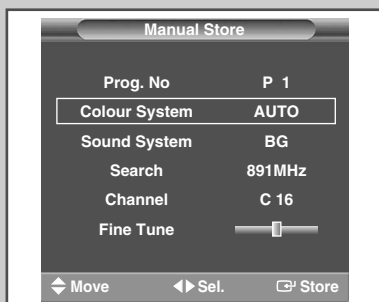 Manual Store
Prog. No P 1
Colour System AUTO
Sound System BG
Search 891MHz
Channel C 16
Fine Tune
Move Sel. Store